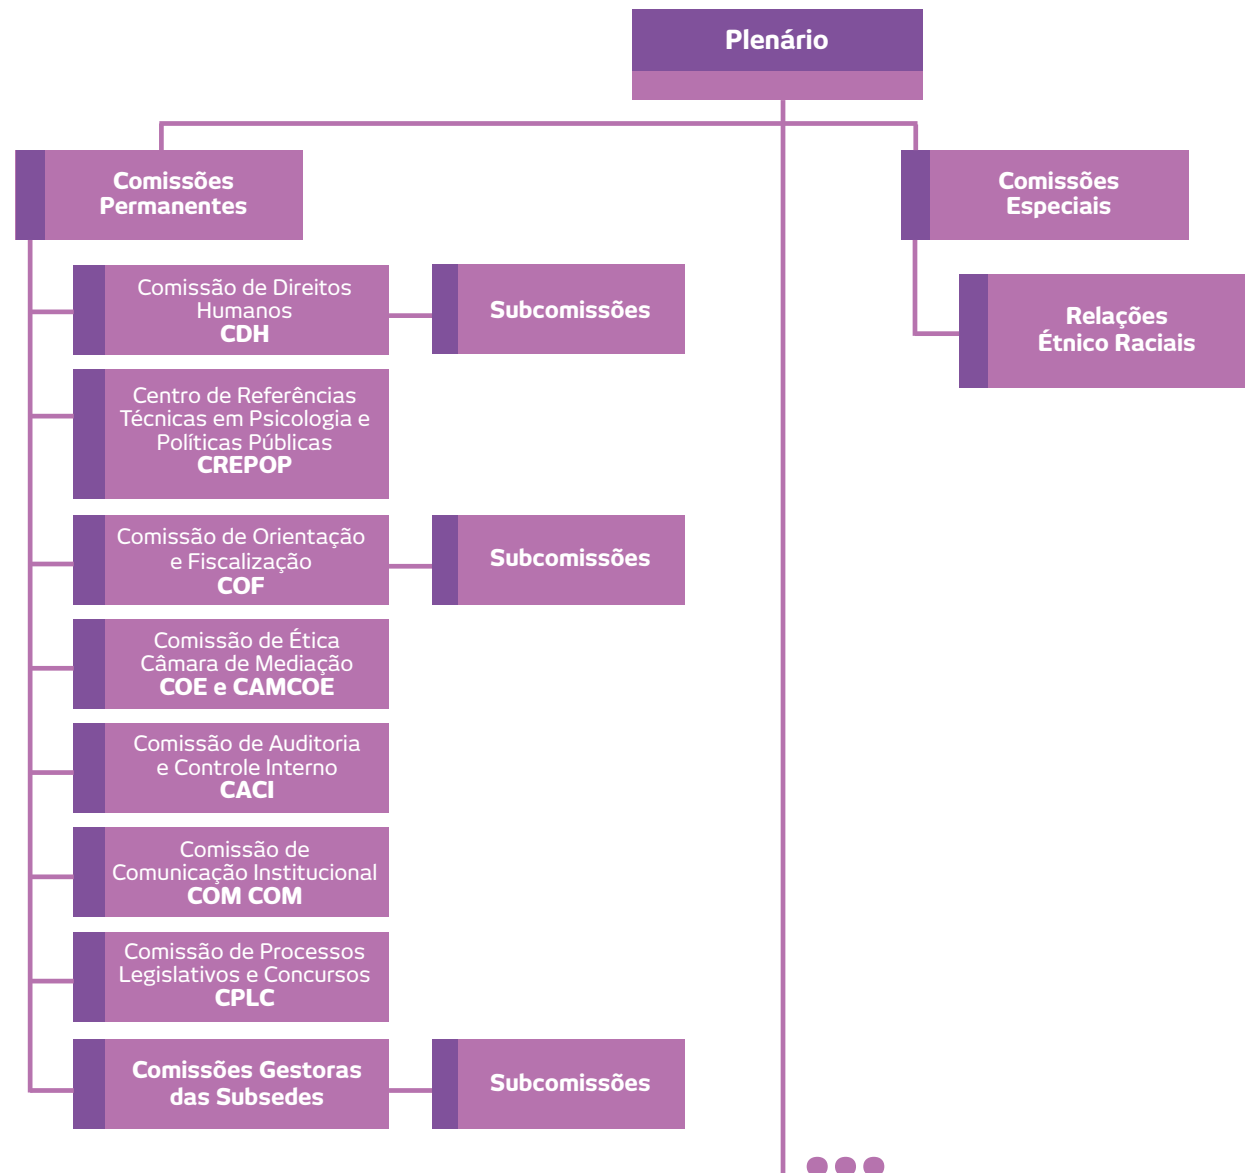 Plenário
Comissões
Permanentes
Comissões
Especiais
Comissão de Direitos
Humanos
CDH
Subcomissões
Relações
Étnico Raciais
Centro de Referências
Técnicas em Psicologia e
Políticas Públicas
CREPOP
Comissão de Orientação
e Fiscalização
COF
Subcomissões
Comissão de Ética
Câmara de Mediação
COE e CAMCOE
Comissão de Auditoria
e Controle Interno
CACI
Comissão de
Comunicação Institucional
COM COM
Comissão de Processos
Legislativos e Concursos
CPLC
Comissões Gestoras
das Subsedes
Subcomissões